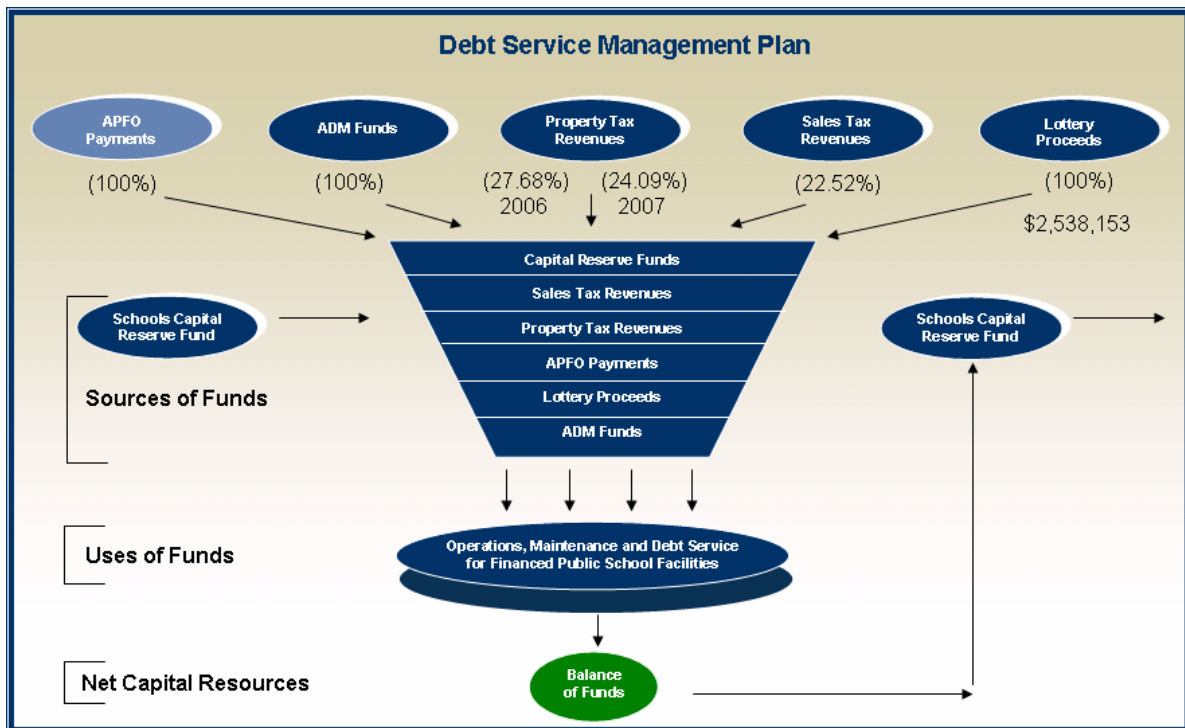 Debt Service Management Plan
APFO
Payments
ADM Funds
Property Tax
Revenues
Sales Tax
Revenues
Lottery
Proceeds
(100%)
(100%)
(27.68%)
2006
(24.09%)
2007
(22.52%)
(100%)
$2,538,153
Capital Reserve Funds
Sales Tax Revenues
Property Tax Revenues
APFO Payments
Lottery Proceeds
ADM Funds
Schools Capital
Reserve Fund
Schools Capital
Reserve Fund
Sources of Funds
Uses of Funds
Operations, Maintenance and Debt Service
for Financed Public School Facilities
Net Capital Resources
Balance
of Funds